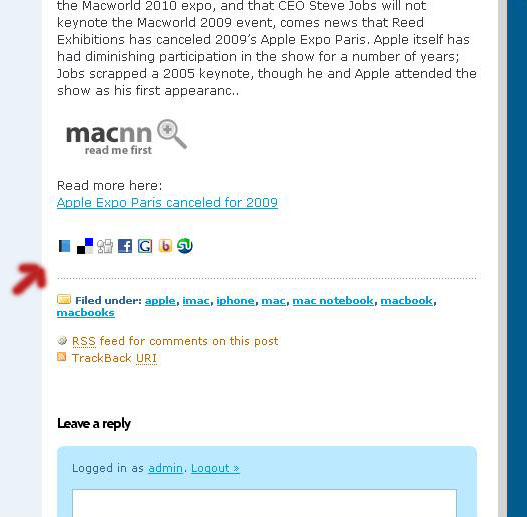 the Macworld 2010 expo, and that CEO Steve Jobs will not
keynote the Macworld 2009 event, comes news that Reed
Exhibitions has canceled 2009's Apple Expo Paris. Apple itself has
had diminishing participation in the show for a number of years;
Jobs scrapped a 2005 keynote, though he and Apple attended the
show as his first appearanc..
macnn
read me first
Read more here:
Apple Expo Paris canceled for 2009
Filed under: apple, imac, iphone, mac, mac notebook, macbook,
macbooks
RSS feed for comments on this post
TrackBack URI
Leave a reply
Logged in as admin. Logout »